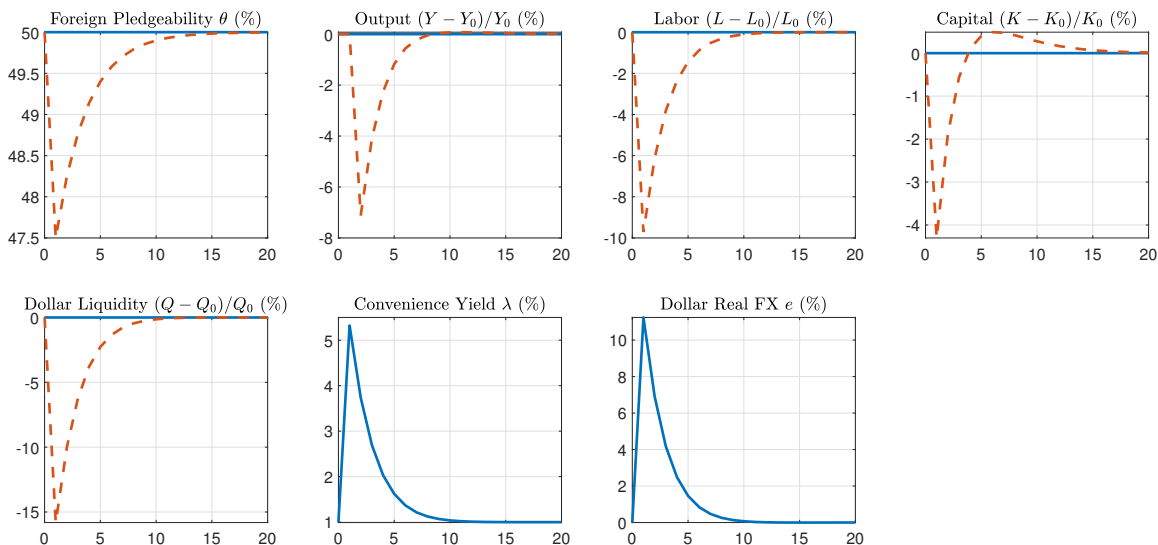 Foreign Pledgeability θ (%)
50
49.5
49
48.5
48
47.5
0 5 10 15 20
Output (Y − Y₀)/Y₀ (%)
0
-2
-4
-6
-8
0 5 10 15 20
Labor (L − L₀)/L₀ (%)
0
-2
-4
-6
-8
-10
0 5 10 15 20
Capital (K − K₀)/K₀ (%)
0
-1
-2
-3
-4
0 5 10 15 20
Dollar Liquidity (Q − Q₀)/Q₀ (%)
0
-5
-10
-15
0 5 10 15 20
Convenience Yield λ (%)
5
4
3
2
1
0 5 10 15 20
Dollar Real FX e (%)
10
8
6
4
2
0
0 5 10 15 20